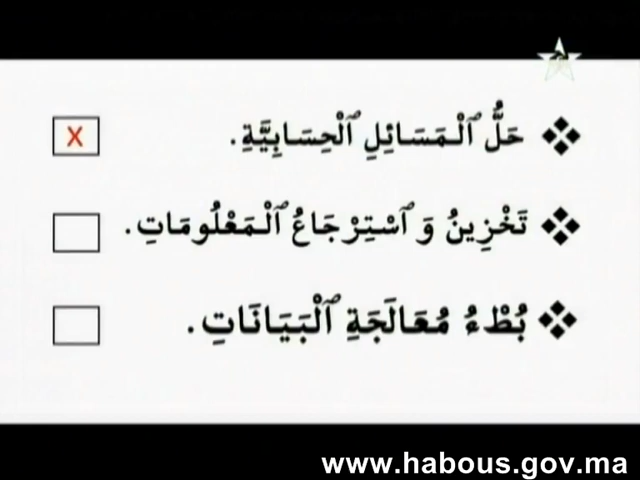 حَلُّ ٱلْمَسَائِلِ ٱلْحِسَابِيَّةِ.
X
تَخْزِينُ وَ ٱسْتِرْجَاعُ ٱلْمَعْلُومَاتِ.
بُطْءُ مُعَالَجَةِ ٱلْبَيَانَاتِ.
www.habous.gov.ma